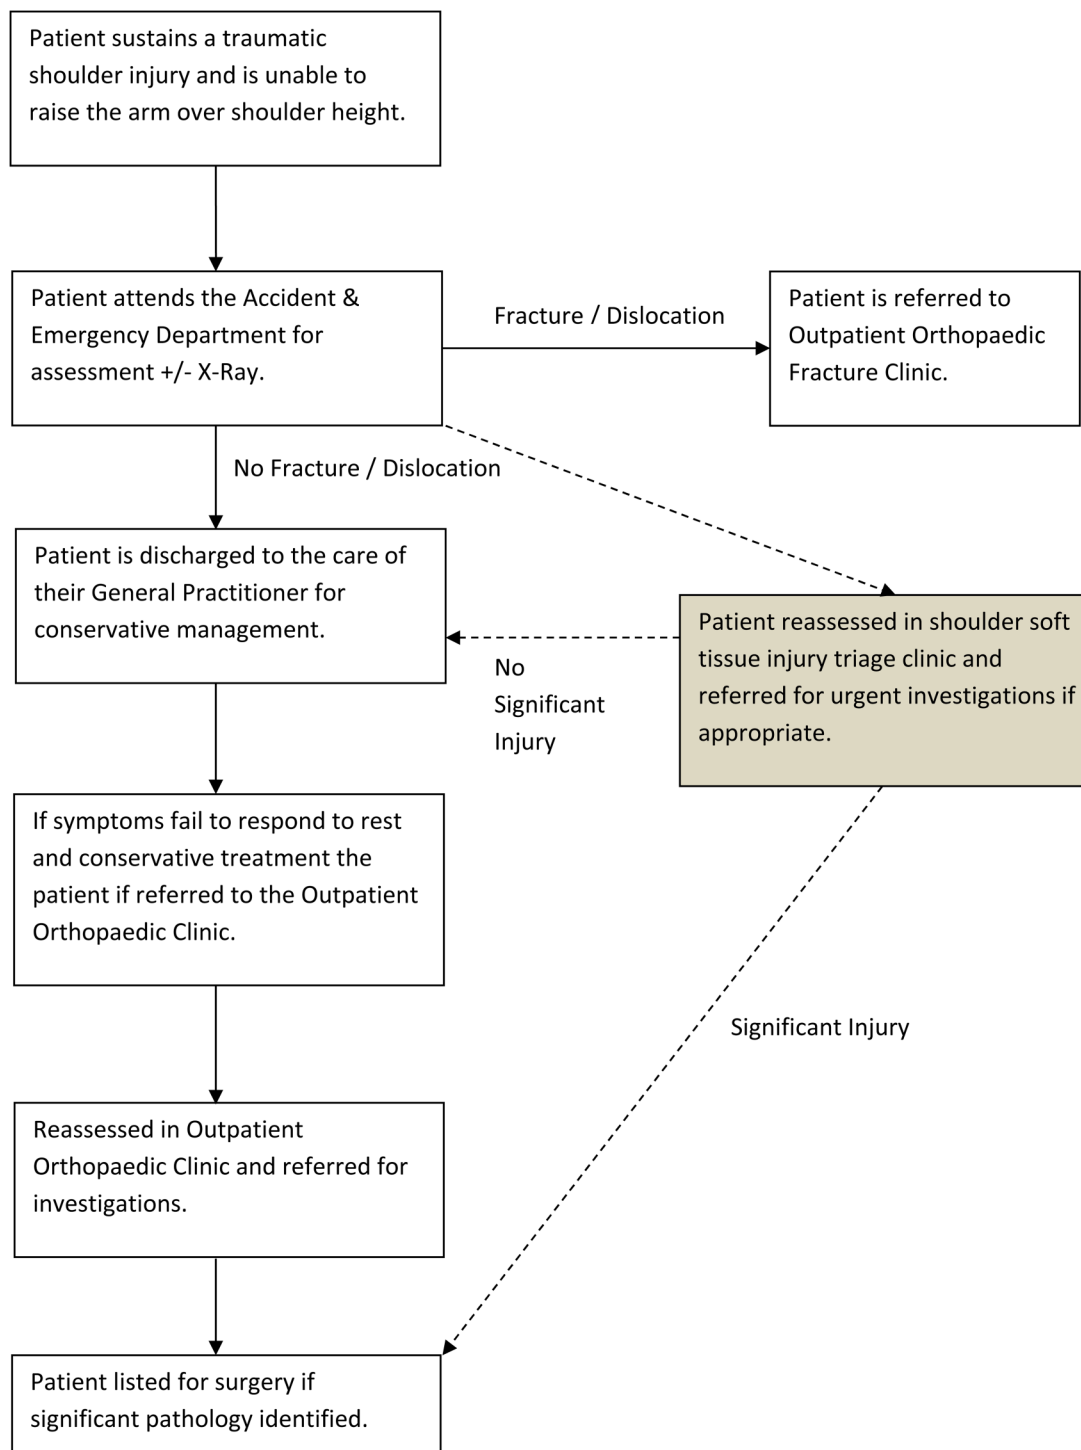 Patient sustains a traumatic
shoulder injury and is unable to
raise the arm over shoulder height.
Patient attends the Accident &
Emergency Department for
assessment +/- X-Ray.
Fracture / Dislocation
Patient is referred to
Outpatient Orthopaedic
Fracture Clinic.
No Fracture / Dislocation
Patient is discharged to the care of
their General Practitioner for
conservative management.
No
Significant
Injury
Patient reassessed in shoulder soft
tissue injury triage clinic and
referred for urgent investigations if
appropriate.
If symptoms fail to respond to rest
and conservative treatment the
patient if referred to the Outpatient
Orthopaedic Clinic.
Significant Injury
Reassessed in Outpatient
Orthopaedic Clinic and referred for
investigations.
Patient listed for surgery if
significant pathology identified.